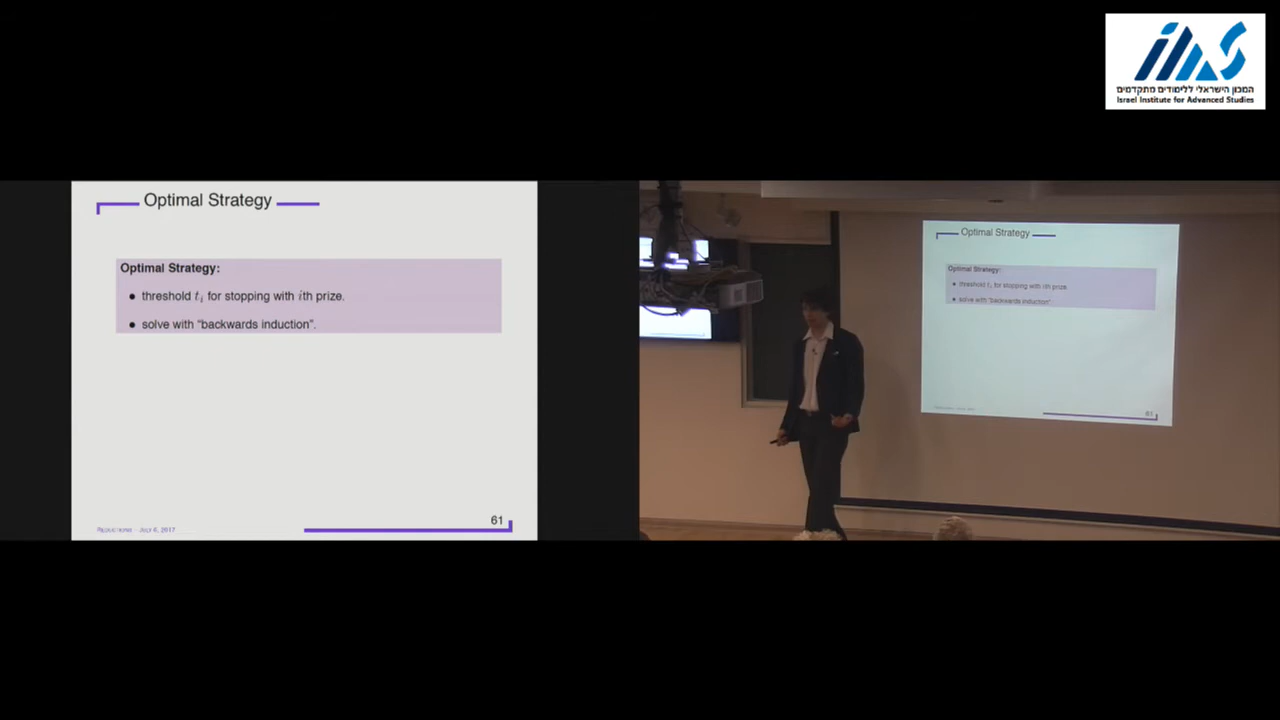 המכון הישראלי ללימודים מתקדמים
Israel Institute for Advanced Studies
Optimal Strategy
Optimal Strategy:
• threshold ti for stopping with ith prize.
• solve with “backwards induction”.
61
Optimal Strategy
Optimal Strategy:
• threshold ti for stopping with ith prize.
• solve with “backwards induction”.
61